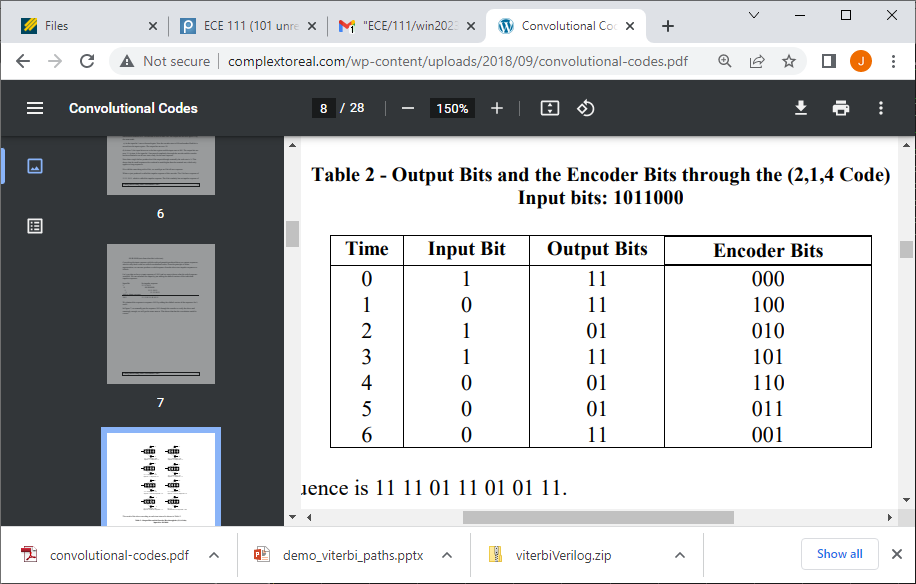 Files
ECE 111 (101 unre
"ECE/111/win2023
Convolutional Co
Not secure
complextoreal.com/wp-content/uploads/2018/09/convolutional-codes.pdf
J
Convolutional Codes
8 / 28
150%
6
7
Table 2 - Output Bits and the Encoder Bits through the (2,1,4 Code)
Input bits: 1011000
Time Input Bit Output Bits Encoder Bits
0 1 11 000
1 0 11 100
2 1 01 010
3 1 11 101
4 0 01 110
5 0 01 011
6 0 11 001
uence is 11 11 01 11 01 01 11.
convolutional-codes.pdf
demo_viterbi_paths.pptx
viterbiVerilog.zip
Show all